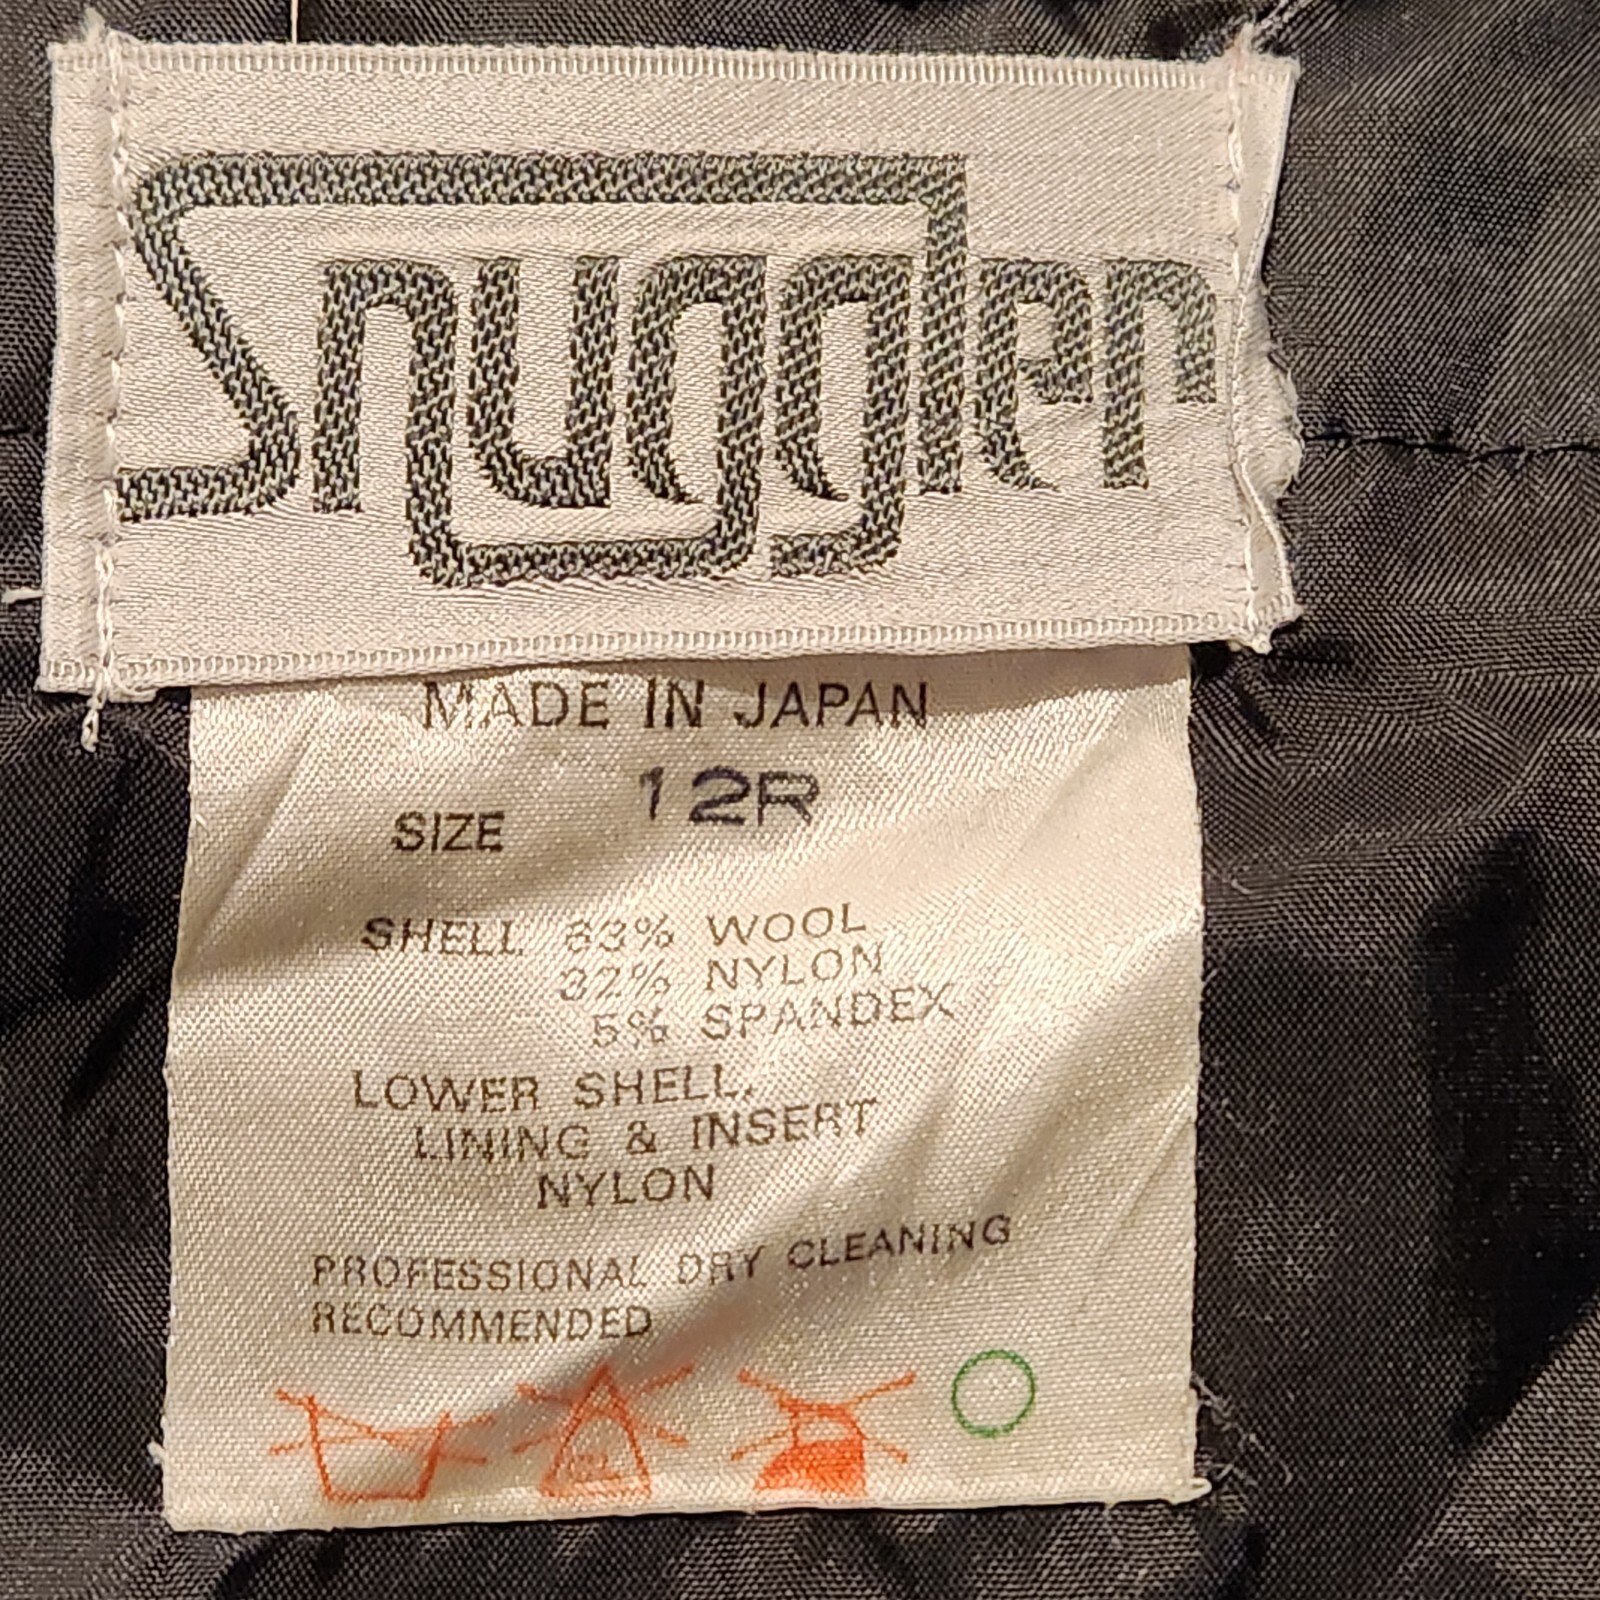 Snuggler
MADE IN JAPAN
SIZE 12R
SHELL 63% WOOL
32% NYLON
5% SPANDEX
LOWER SHELL,
LINING & INSERT
NYLON
PROFESSIONAL DRY CLEANING
RECOMMENDED